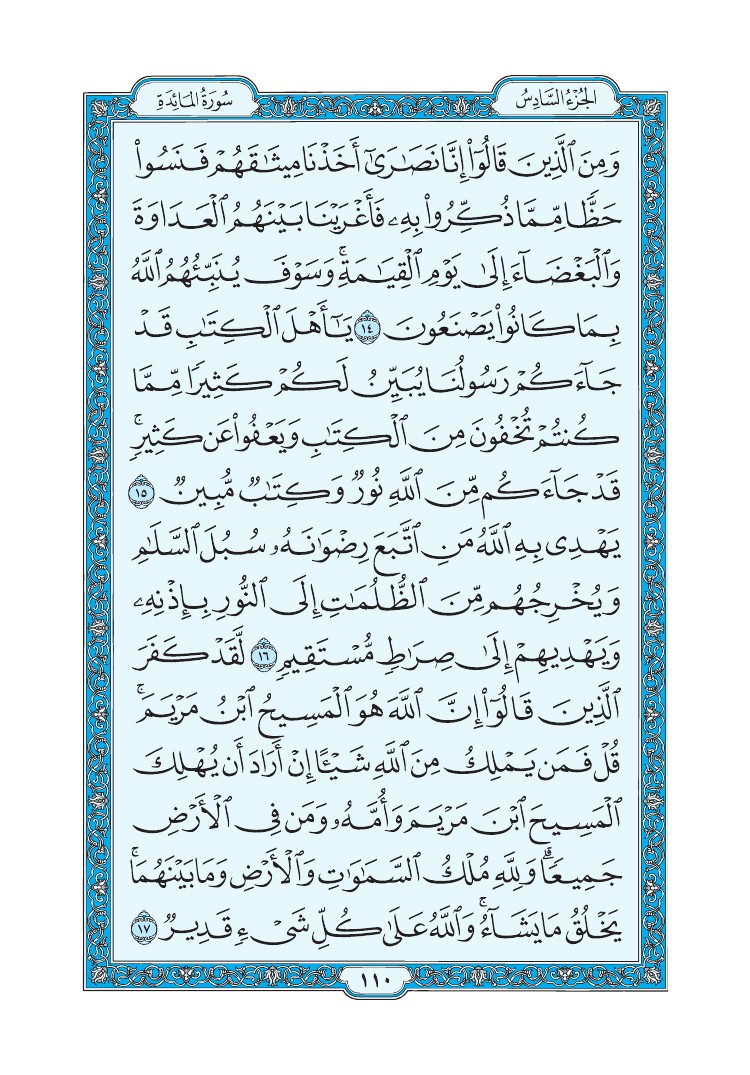 الجُزْءُ السَّادِسُ
سُورَةُ المَائِدَةِ
وَمِنَ ٱلَّذِينَ قَالُوٓا۟ إِنَّا نَصَٰرَىٰٓ أَخَذْنَا مِيثَٰقَهُمْ فَنَسُوا۟
حَظًّا مِّمَّا ذُكِّرُوا۟ بِهِۦ فَأَغْرَيْنَا بَيْنَهُمُ ٱلْعَدَاوَةَ
وَٱلْبَغْضَآءَ إِلَىٰ يَوْمِ ٱلْقِيَٰمَةِ ۚ وَسَوْفَ يُنَبِّئُهُمُ ٱللَّهُ
بِمَا كَانُوا۟ يَصْنَعُونَ ١٤ يَٰٓأَهْلَ ٱلْكِتَٰبِ قَدْ
جَآءَكُمْ رَسُولُنَا يُبَيِّنُ لَكُمْ كَثِيرًا مِّمَّا
كُنتُمْ تُخْفُونَ مِنَ ٱلْكِتَٰبِ وَيَعْفُوا۟ عَن كَثِيرٍ ۚ
قَدْ جَآءَكُم مِّنَ ٱللَّهِ نُورٌ وَكِتَٰبٌ مُّبِينٌ ١٥
يَهْدِى بِهِ ٱللَّهُ مَنِ ٱتَّبَعَ رِضْوَٰنَهُۥ سُبُلَ ٱلسَّلَٰمِ
وَيُخْرِجُهُم مِّنَ ٱلظُّلُمَٰتِ إِلَى ٱلنُّورِ بِإِذْنِهِۦ
وَيَهْدِيهِمْ إِلَىٰ صِرَٰطٍ مُّسْتَقِيمٍ ١٦ لَّقَدْ كَفَرَ
ٱلَّذِينَ قَالُوٓا۟ إِنَّ ٱللَّهَ هُوَ ٱلْمَسِيحُ ٱبْنُ مَرْيَمَ ۚ
قُلْ فَمَن يَمْلِكُ مِنَ ٱللَّهِ شَيْـًٔا إِنْ أَرَادَ أَن يُهْلِكَ
ٱلْمَسِيحَ ٱبْنَ مَرْيَمَ وَأُمَّهُۥ وَمَن فِى ٱلْأَرْضِ
جَمِيعًا ۗ وَلِلَّهِ مُلْكُ ٱلسَّمَٰوَٰتِ وَٱلْأَرْضِ وَمَا بَيْنَهُمَا ۚ
يَخْلُقُ مَا يَشَآءُ ۚ وَٱللَّهُ عَلَىٰ كُلِّ شَىْءٍ قَدِيرٌ ١٧
١١٠